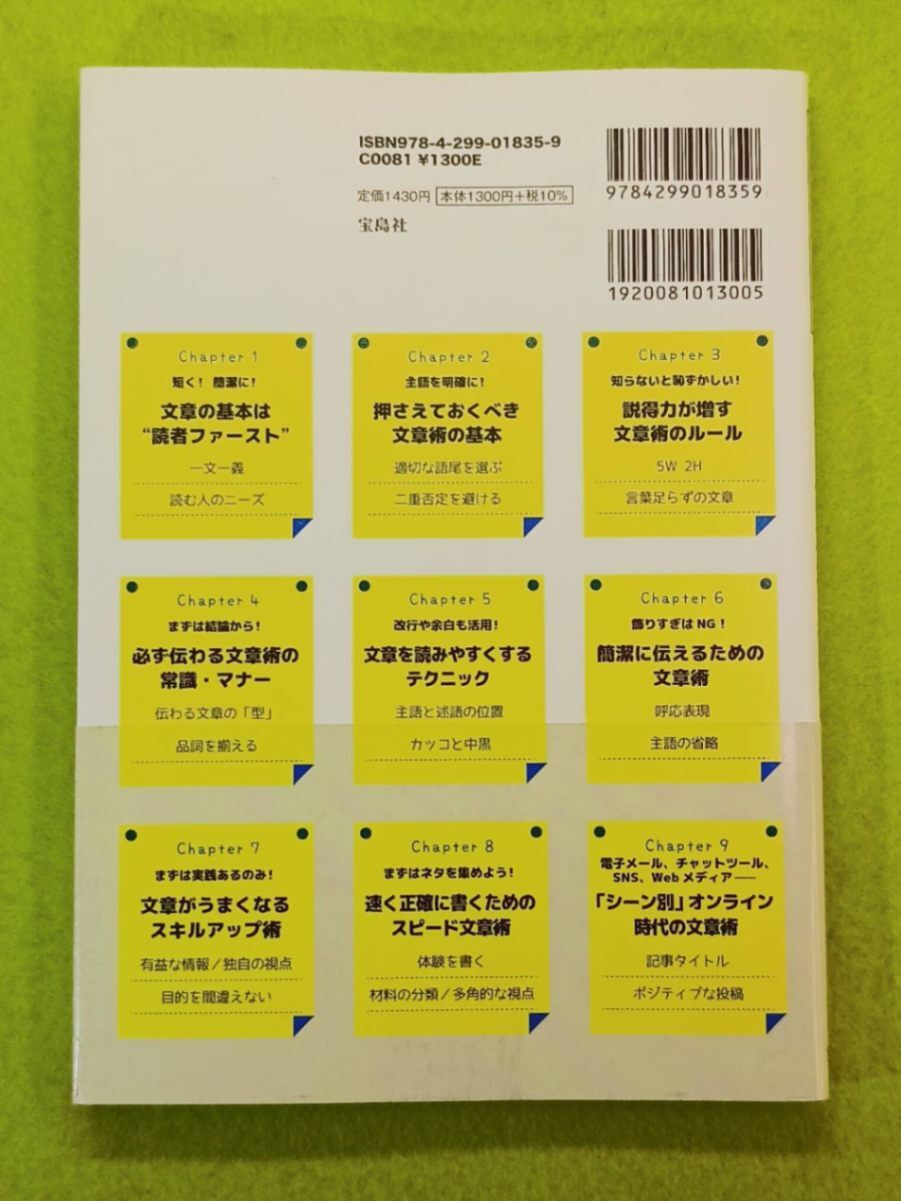 ISBN978-4-299-01835-9
C0081 ¥1300E
定価1430円 本体1300円+税10%
宝島社
9784299018359
1920081013005
Chapter 1
短く! 簡潔に!
文章の基本は
“読者ファースト”
一文一義
読む人のニーズ
Chapter 2
主語を明確に!
押さえておくべき
文章術の基本
適切な語尾を選ぶ
二重否定を避ける
Chapter 3
知らないと恥ずかしい!
説得力が増す
文章術のルール
5W 2H
言葉足らずの文章
Chapter 4
まずは結論から!
必ず伝わる文章術の
常識・マナー
伝わる文章の「型」
品詞を揃える
Chapter 5
改行や余白も活用!
文章を読みやすくする
テクニック
主語と述語の位置
カッコと中黒
Chapter 6
飾りすぎはNG!
簡潔に伝えるための
文章術
呼応表現
主語の省略
Chapter 7
まずは実践あるのみ!
文章がうまくなる
スキルアップ術
有益な情報/独自の視点
目的を間違えない
Chapter 8
まずはネタを集めよう!
速く正確に書くための
スピード文章術
体験を書く
材料の分類/多角的な視点
Chapter 9
電子メール、チャットツール、
SNS、Webメディア――
「シーン別」オンライン
時代の文章術
記事タイトル
ポジティブな投稿